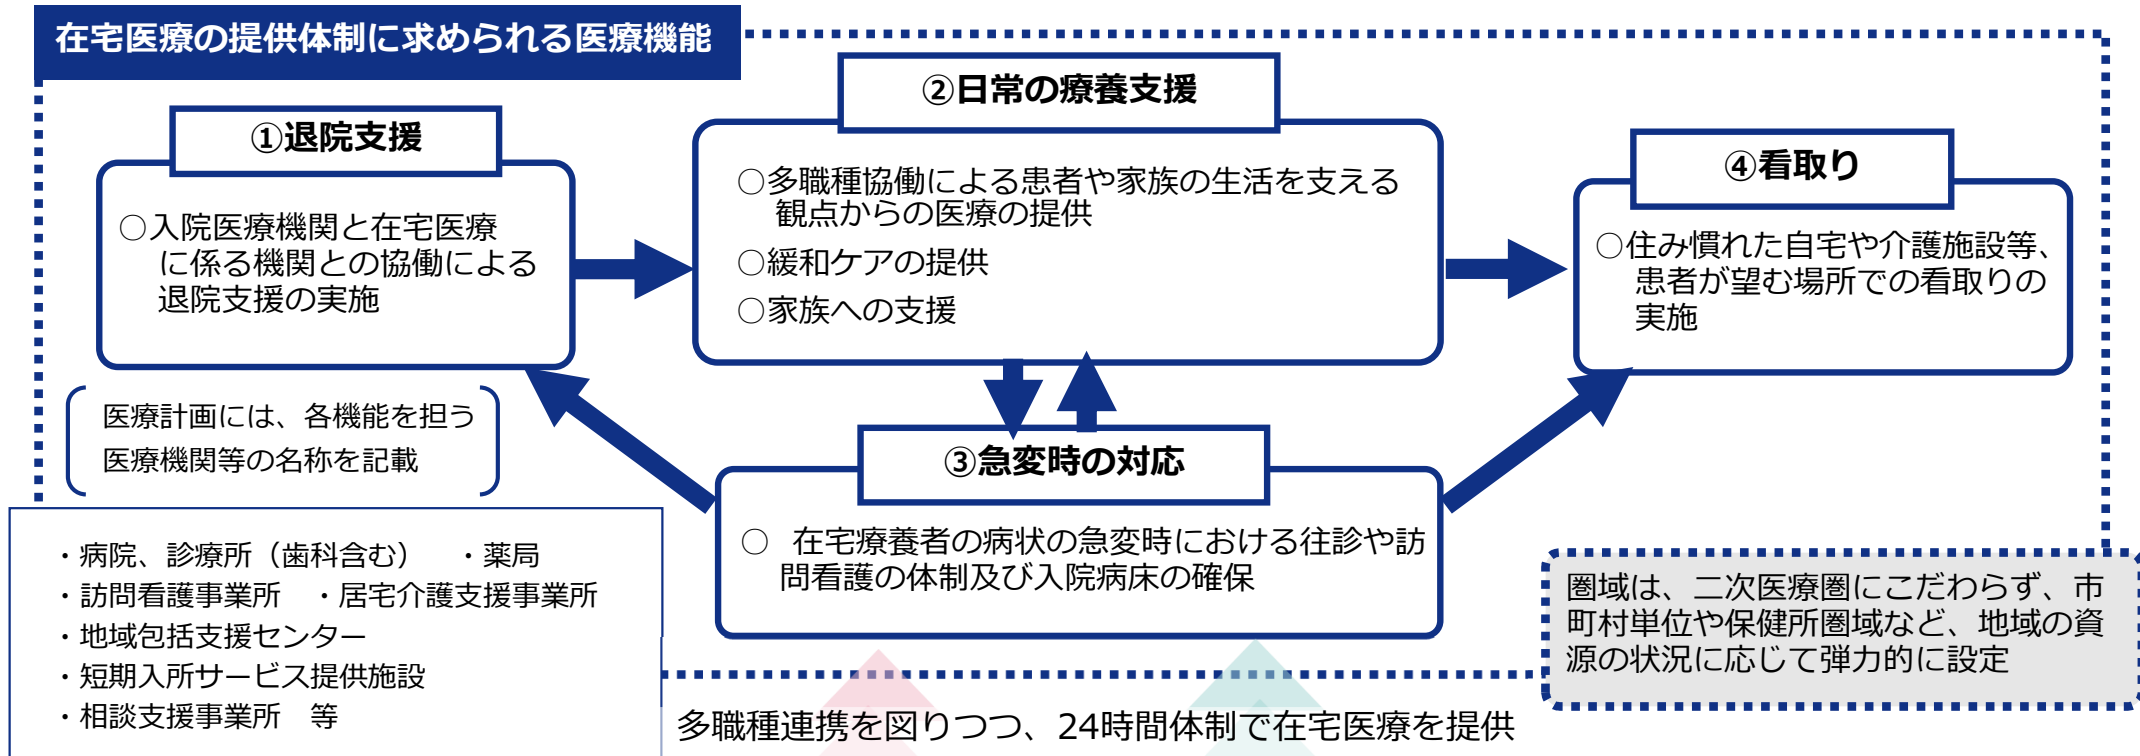 在宅医療の提供体制に求められる医療機能
①退院支援
○入院医療機関と在宅医療
に係る機関との協働による
退院支援の実施
②日常の療養支援
○多職種協働による患者や家族の生活を支える
観点からの医療の提供
○緩和ケアの提供
○家族への支援
④看取り
○住み慣れた自宅や介護施設等、
患者が望む場所での看取りの
実施
③急変時の対応
○ 在宅療養者の病状の急変時における往診や訪
問看護の体制及び入院病床の確保
医療計画には、各機能を担う
医療機関等の名称を記載
・病院、診療所（歯科含む） ・薬局
・訪問看護事業所 ・居宅介護支援事業所
・地域包括支援センター
・短期入所サービス提供施設
・相談支援事業所 等
圏域は、二次医療圏にこだわらず、市
町村単位や保健所圏域など、地域の資
源の状況に応じて弾力的に設定
多職種連携を図りつつ、24時間体制で在宅医療を提供